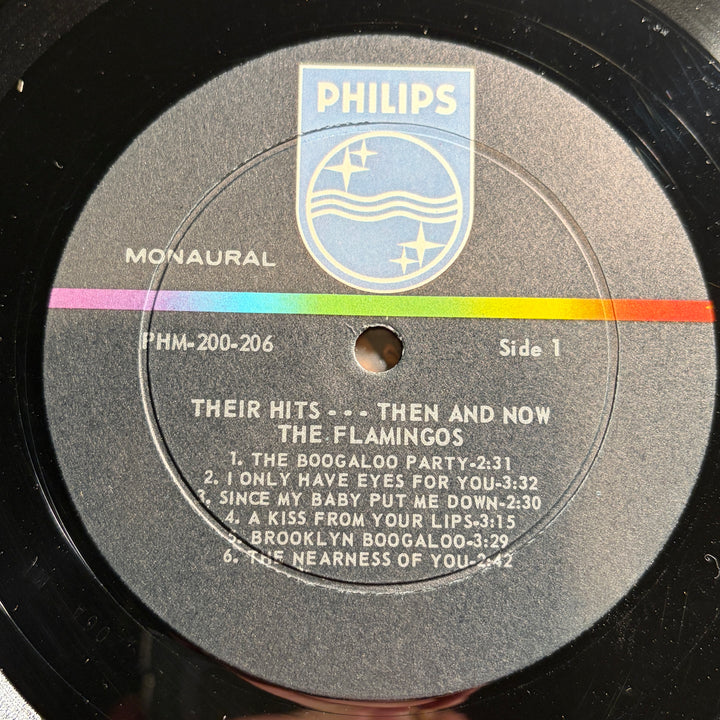 PHILIPS
MONAURAL
PHM-200-206 Side 1
THEIR HITS --- THEN AND NOW
THE FLAMINGOS
1. THE BOOGALOO PARTY-2:31
2. I ONLY HAVE EYES FOR YOU-3:32
3. SINCE MY BABY PUT ME DOWN-2:30
4. A KISS FROM YOUR LIPS-3:15
5. BROOKLYN BOOGALOO-3:29
6. THE NEARNESS OF YOU-2:42